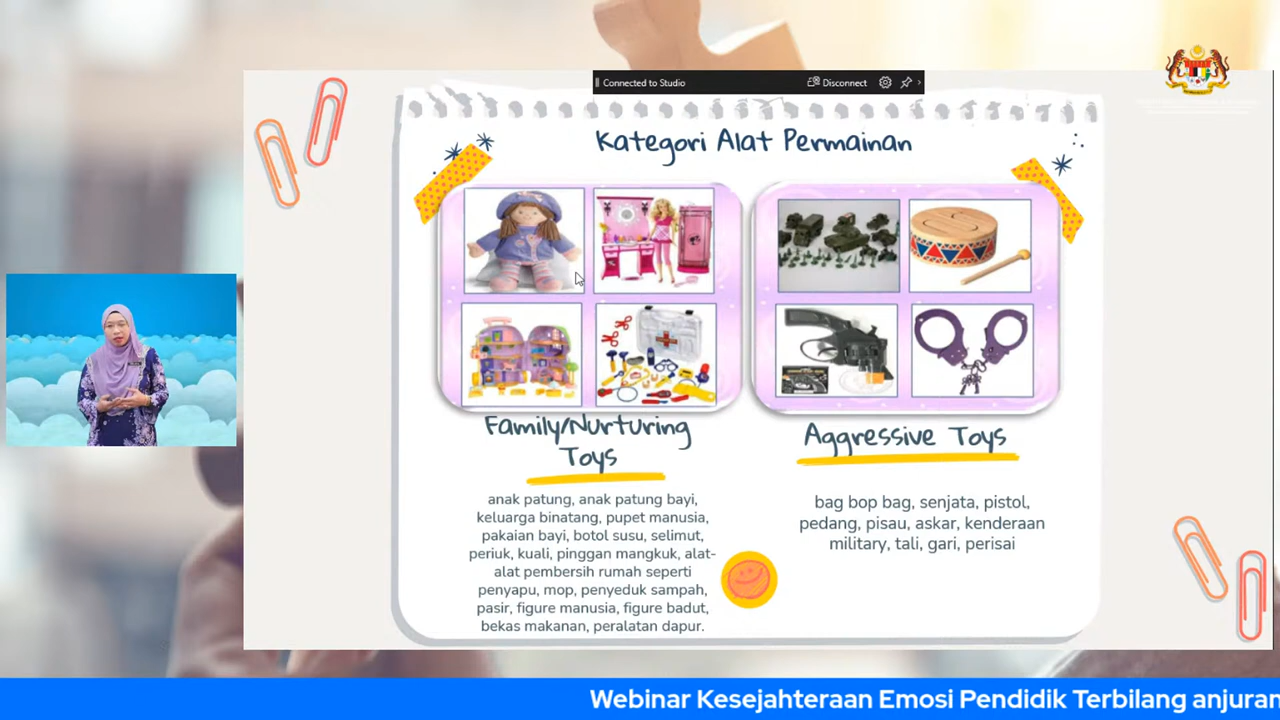 Connected to Studio
Disconnect
Kategori Alat Permainan
Family/Nurturing
Toys
anak patung, anak patung bayi,
keluarga binatang, pupet manusia,
pakaian bayi, botol susu, selimut,
periuk, kuali, pinggan mangkuk, alat-
alat pembersih rumah seperti
penyapu, mop, penyeduk sampah,
pasir, figure manusia, figure badut,
bekas makanan, peralatan dapur.
Aggressive Toys
bag bop bag, senjata, pistol,
pedang, pisau, askar, kenderaan
military, tali, gari, perisai
Webinar Kesejahteraan Emosi Pendidik Terbilang anjuran